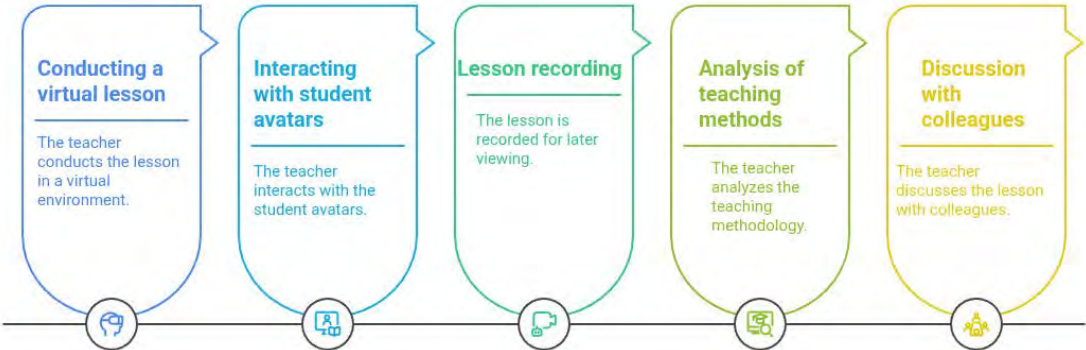 Conducting a
virtual lesson
The teacher
conducts the lesson
in a virtual
environment.
Interacting
with student
avatars
The teacher
interacts with the
student avatars.
Lesson recording
The lesson is
recorded for later
viewing.
Analysis of
teaching
methods
The teacher
analyzes the
teaching
methodology.
Discussion
with
colleagues
The teacher
discusses the lesson
with colleagues.